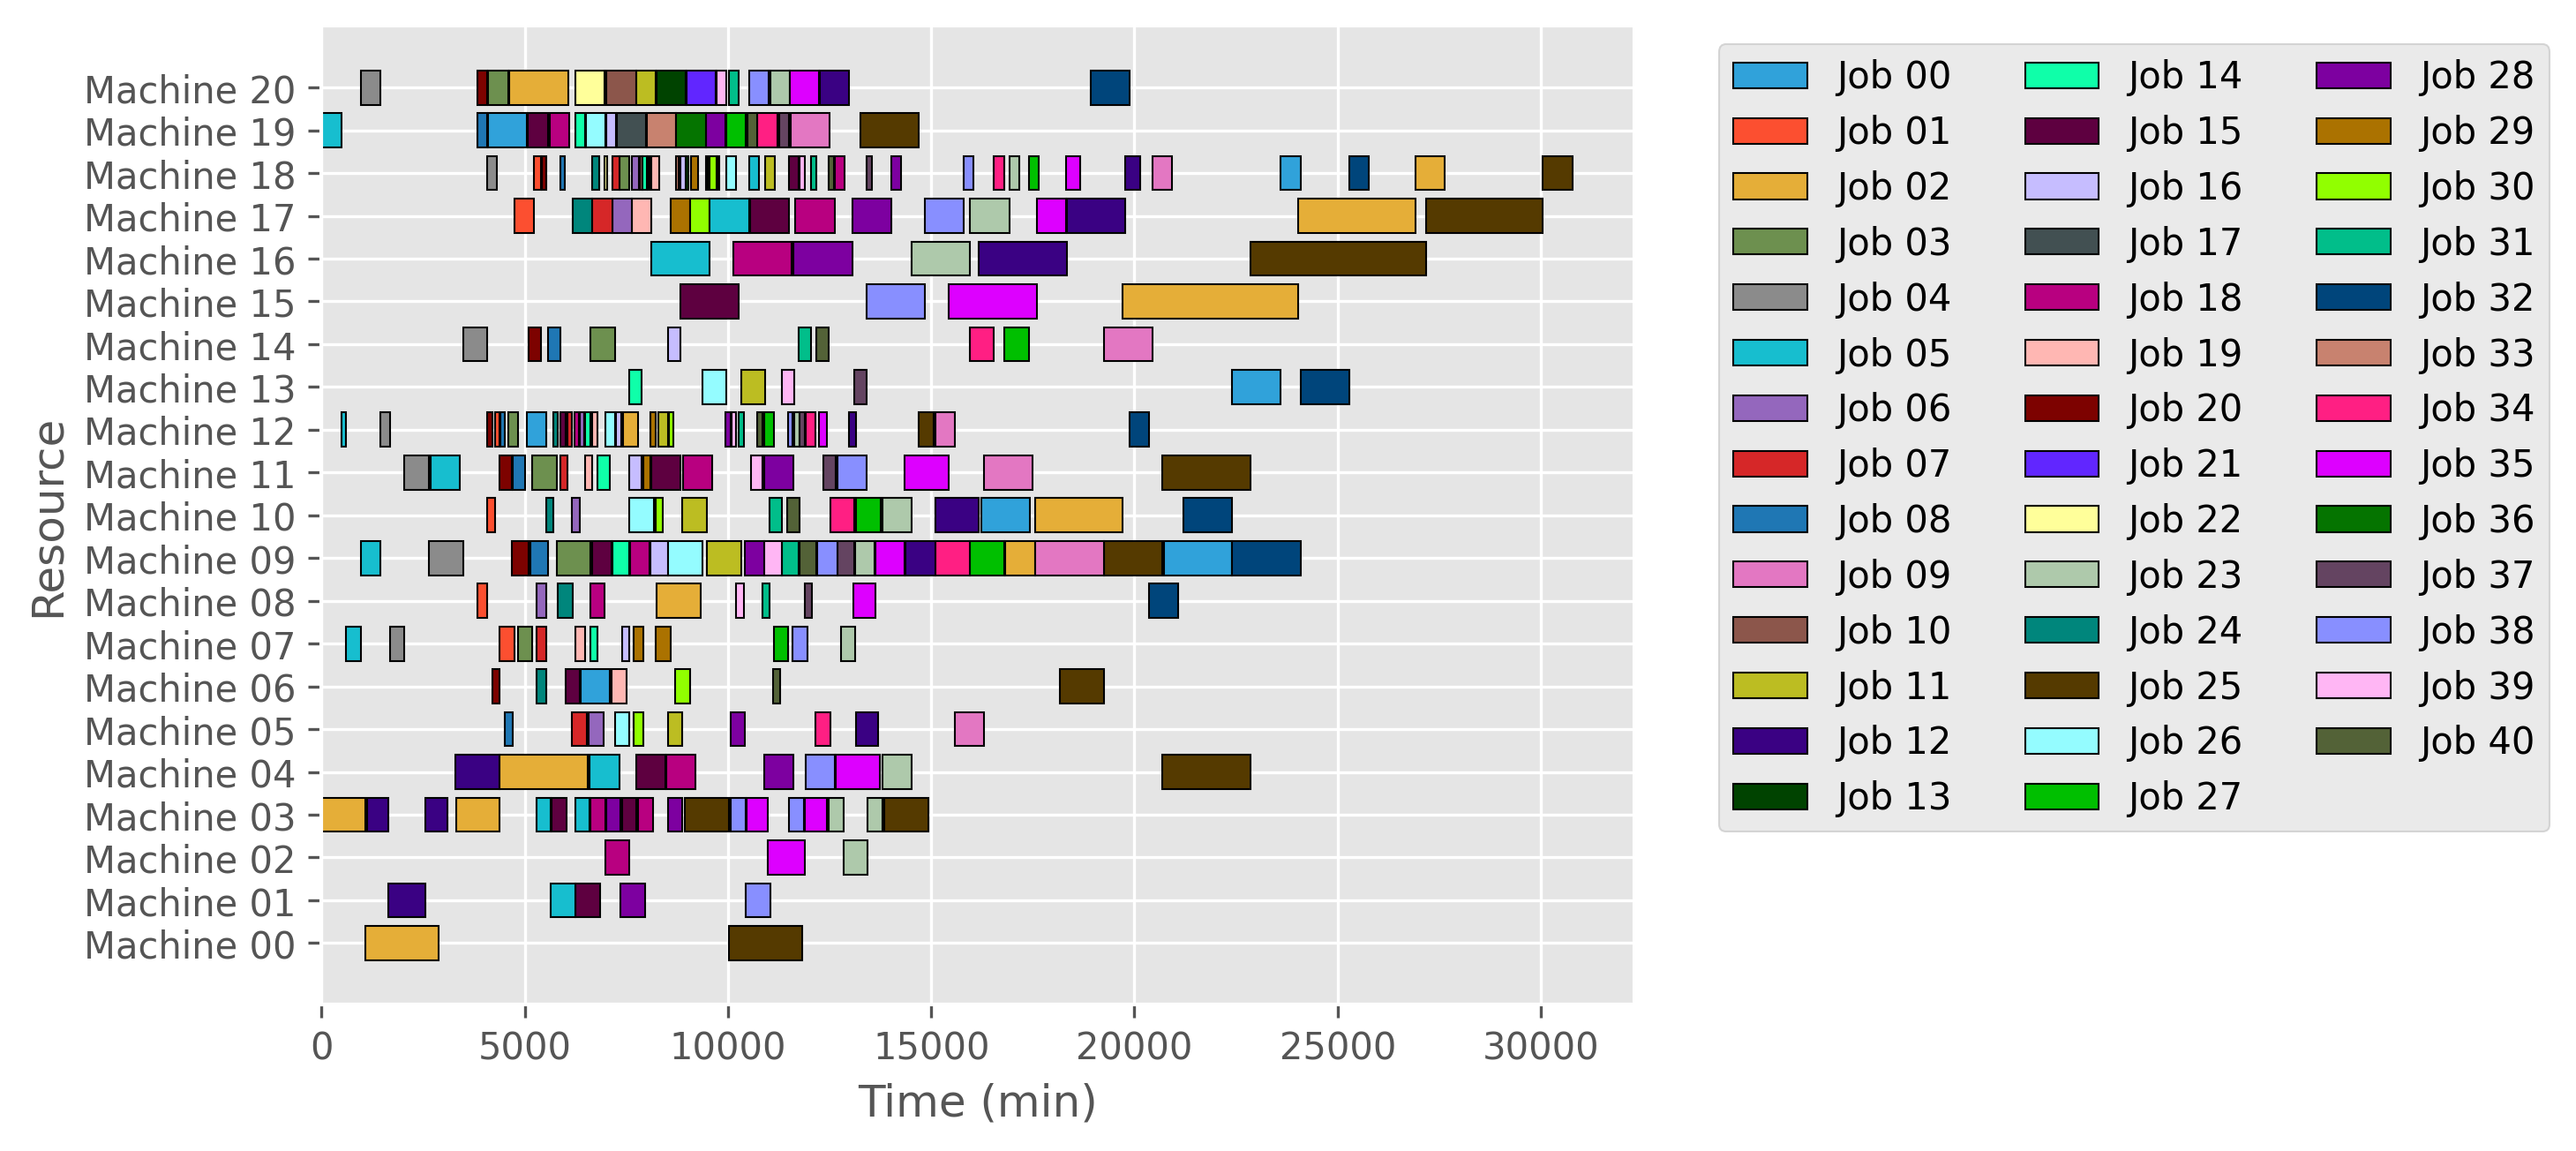 Resource
Machine 20
Machine 19
Machine 18
Machine 17
Machine 16
Machine 15
Machine 14
Machine 13
Machine 12
Machine 11
Machine 10
Machine 09
Machine 08
Machine 07
Machine 06
Machine 05
Machine 04
Machine 03
Machine 02
Machine 01
Machine 00
0 5000 10000 15000 20000 25000 30000
Time (min)
Job 00
Job 01
Job 02
Job 03
Job 04
Job 05
Job 06
Job 07
Job 08
Job 09
Job 10
Job 11
Job 12
Job 13
Job 14
Job 15
Job 16
Job 17
Job 18
Job 19
Job 20
Job 21
Job 22
Job 23
Job 24
Job 25
Job 26
Job 27
Job 28
Job 29
Job 30
Job 31
Job 32
Job 33
Job 34
Job 35
Job 36
Job 37
Job 38
Job 39
Job 40